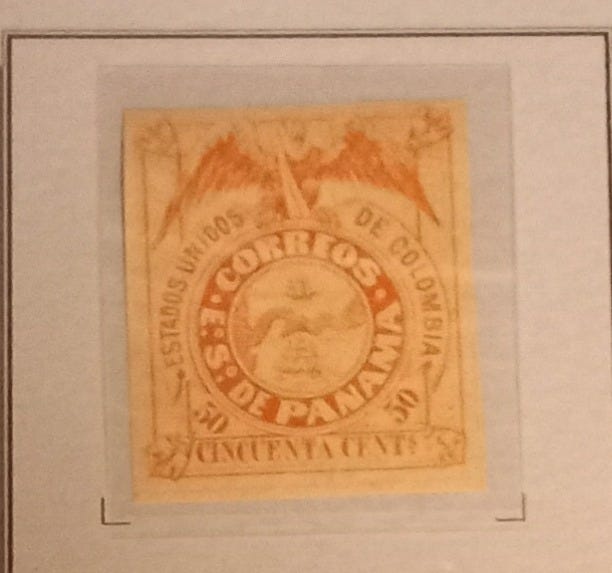 ESTADOS UNIDOS DE COLOMBIA
CORREOS
E. S. DE PANAMA
50 50
CINCUENTA CENTS.